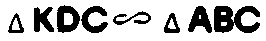 △ KDC ∽ △ ABC